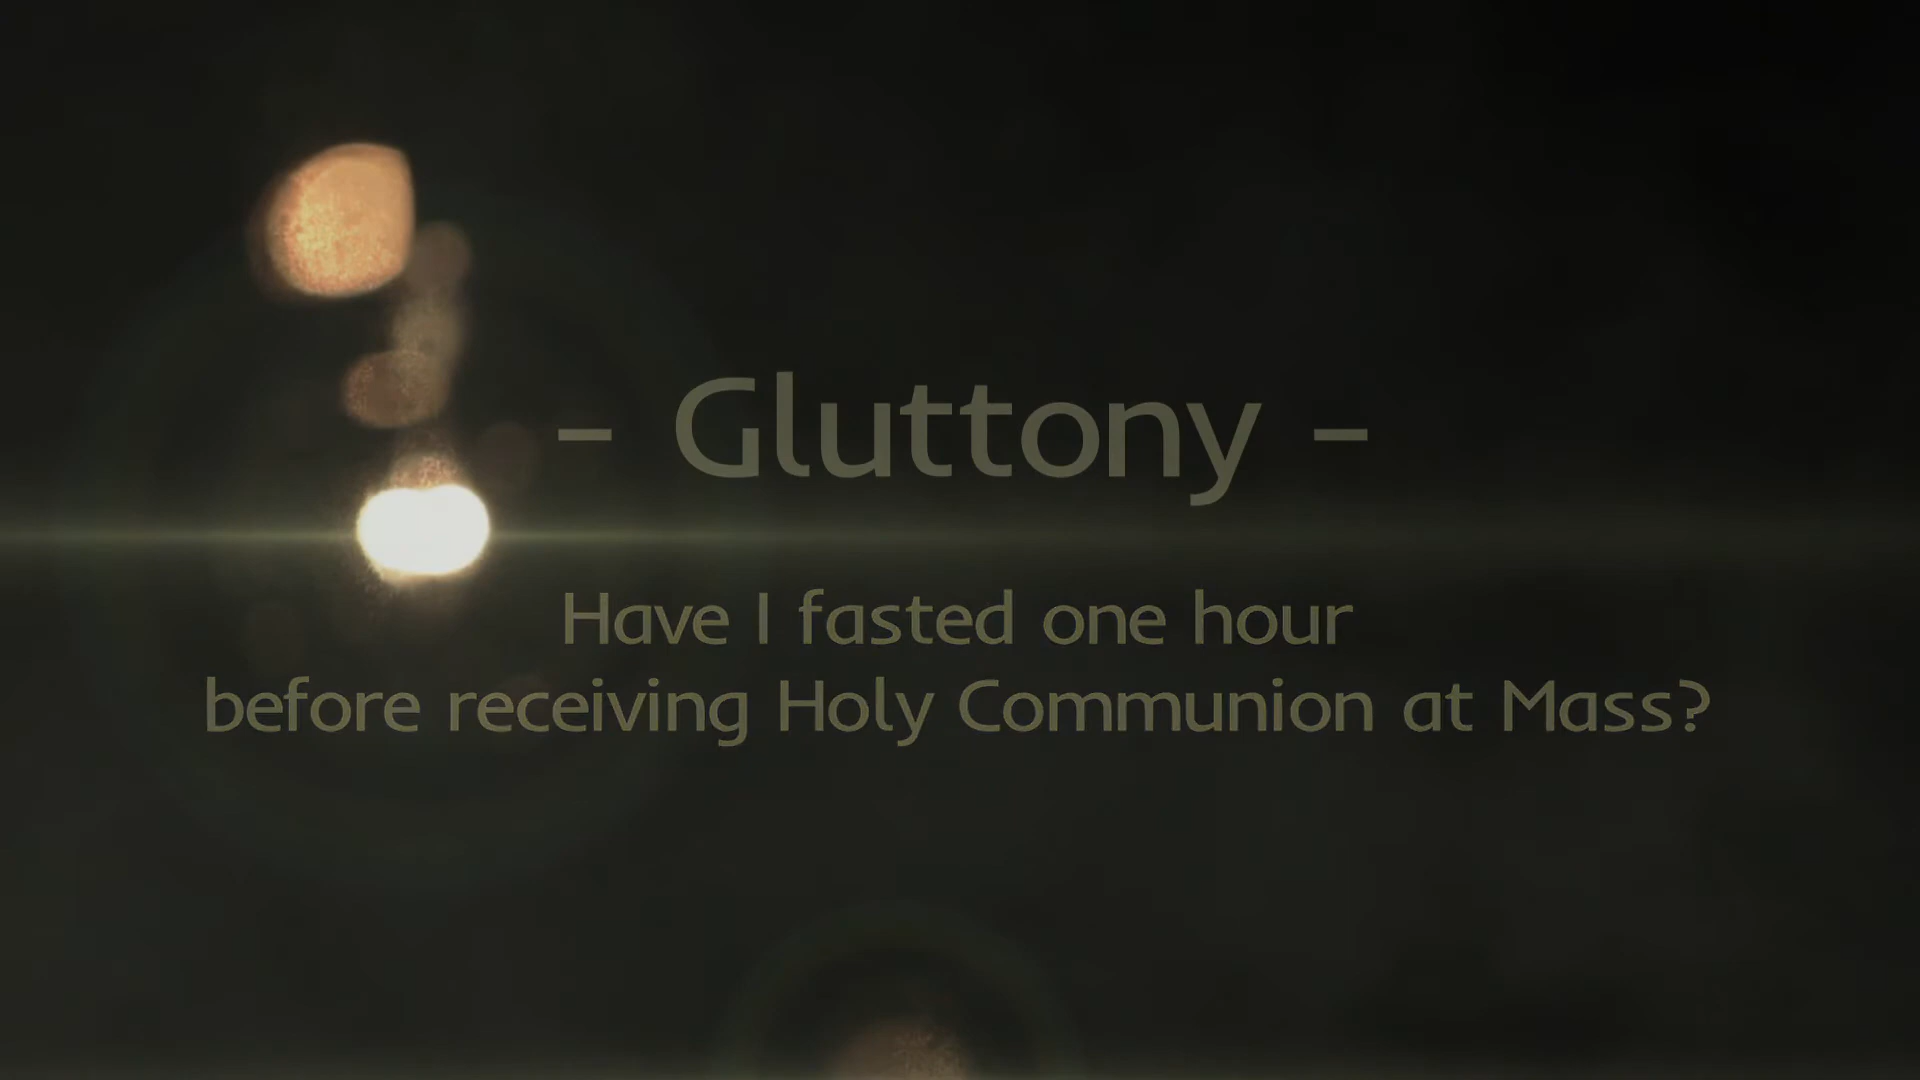 - Gluttony -
Have I fasted one hour
before receiving Holy Communion at Mass?